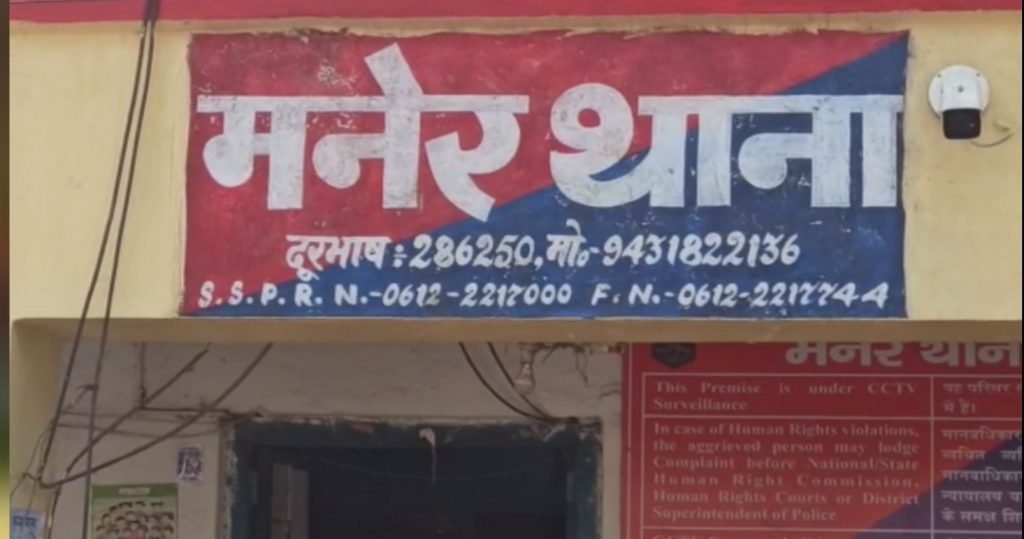 मनेर थाना
दूरभाष:286250,मो॰-9431822136
S.S.P.R. N.-0612-2217000 F. N.-0612-2217744
मनेर थाना
This Premise is under CCTV
Survcillance
यह परिसर
में है।
In case of Human Rights violations,
the aggrieved person may lodge
Complaint before National/State
Human Right Commission,
Human Rights Courts or District
Superintendent of Police
मानवाधिकार
व्यथित
मानवाधिकार
न्यायालय
के समक्ष